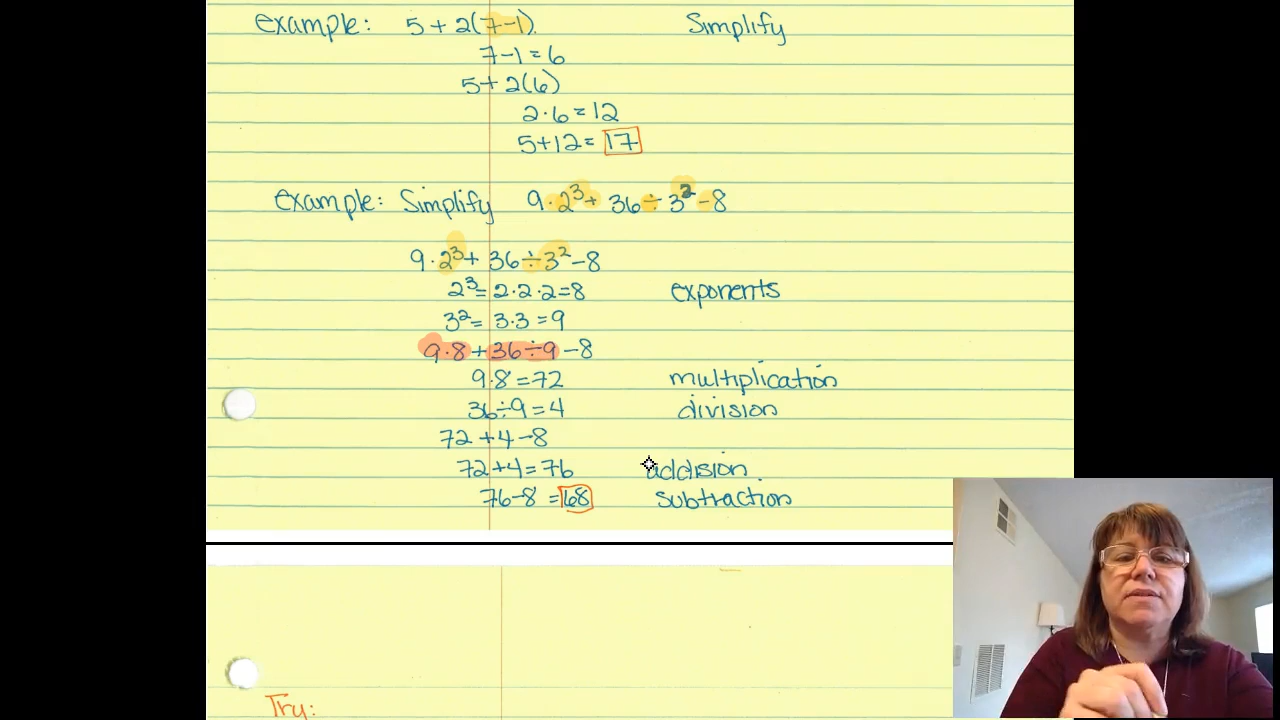 example: 5 + 2(7-1). Simplify
7-1 = 6
5+ 2(6)
2·6 = 12
5+12 = 17
example: Simplify 9·2³+ 36 ÷ 3² -8
9·2³+ 36÷3²-8
2³= 2·2·2=8 exponents
3² = 3·3 = 9
9·8 + 36÷9 -8
9·8 = 72 multiplication
36÷9 = 4 division
72 +4 -8
72+4 = 76 addision
76-8 = 68 subtraction
Try: